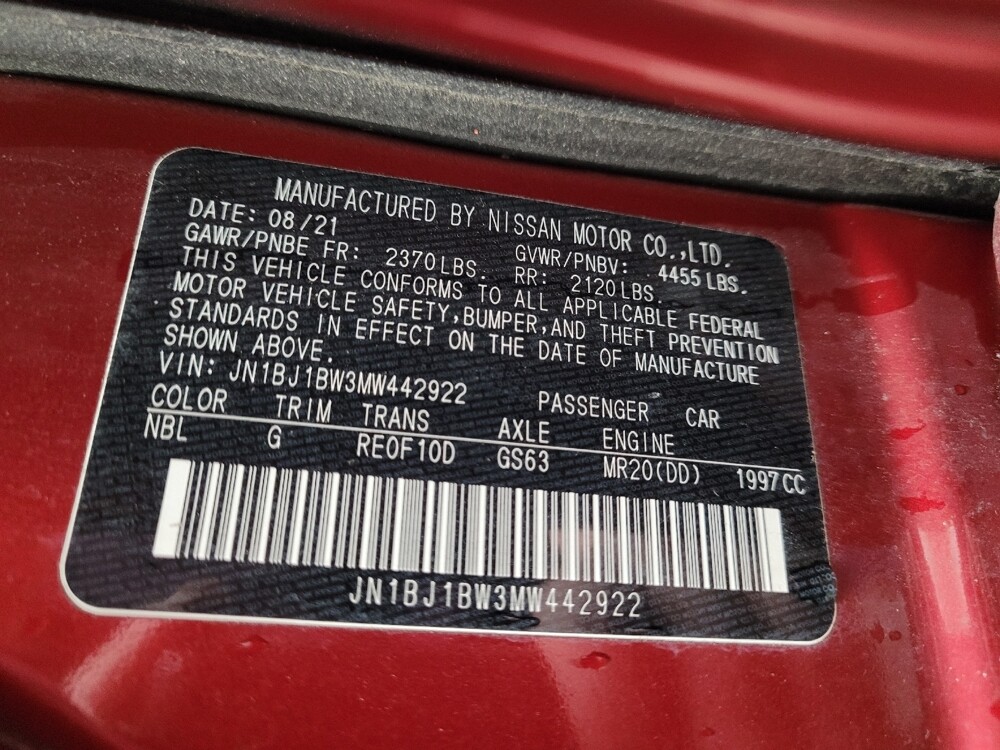 MANUFACTURED BY NISSAN MOTOR CO.,LTD.
DATE: 08/21 GVWR/PNBV: 4455 LBS.
GAWR/PNBE FR: 2370LBS. RR: 2120LBS.
THIS VEHICLE CONFORMS TO ALL APPLICABLE FEDERAL
MOTOR VEHICLE SAFETY,BUMPER,AND THEFT PREVENTION
STANDARDS IN EFFECT ON THE DATE OF MANUFACTURE
SHOWN ABOVE.
VIN: JN1BJ1BW3MW442922 PASSENGER CAR
COLOR TRIM TRANS AXLE ENGINE
NBL G RE0F10D GS63 MR20(DD) 1997CC
JN1BJ1BW3MW442922